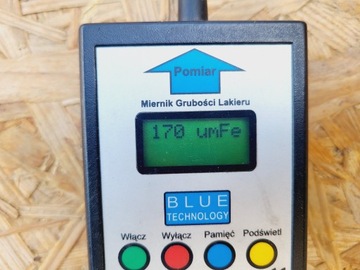 Pomiar
Miernik Grubości Lakieru
170 umFe
BLUE
TECHNOLOGY
Włącz Wyłącz Pamięć Podświetl